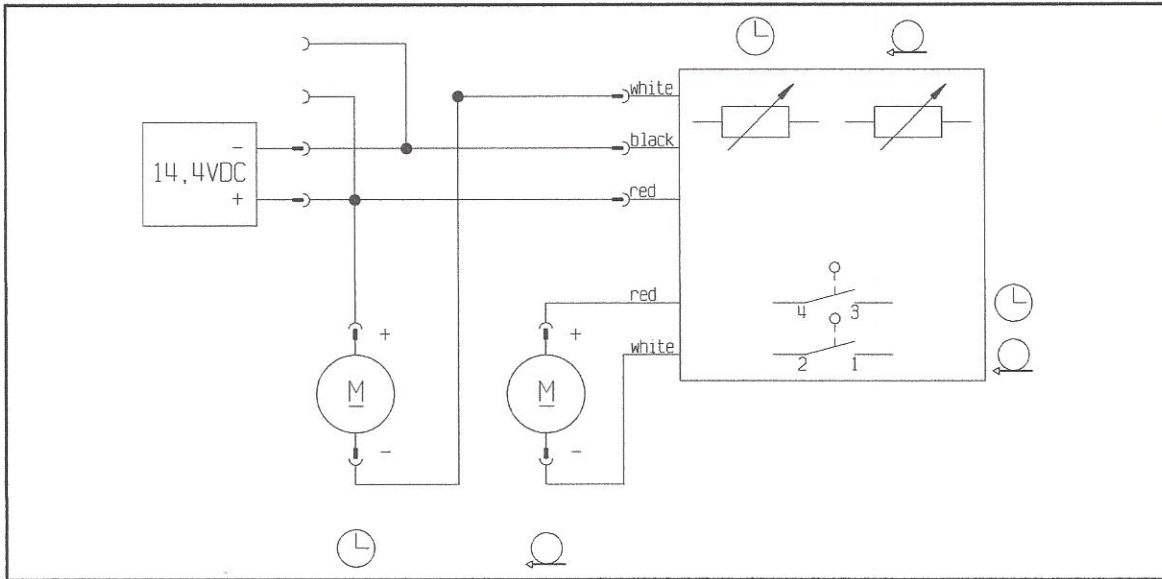 white
black
-
14,4VDC
+
red
red
4 3
+ +
white
2 1
M M
- -